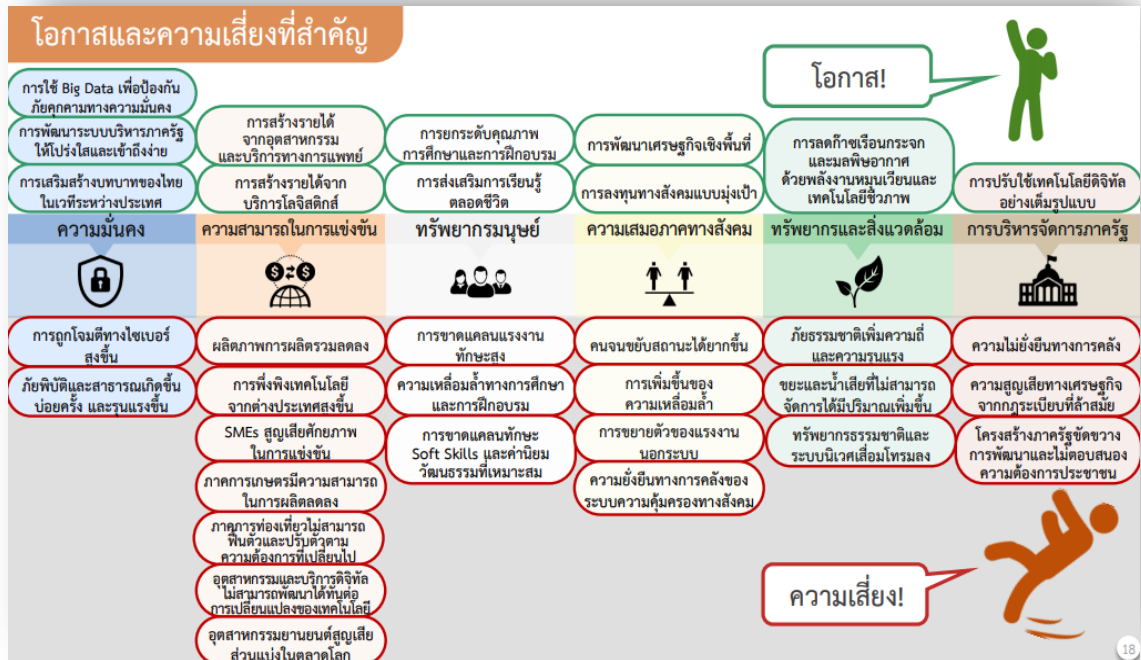 โอกาสและความเสี่ยงที่สำคัญ
โอกาส!
การใช้ Big Data เพื่อป้องกัน
ภัยคุกคามทางความมั่นคง
การพัฒนาระบบบริหารภาครัฐ
ให้โปร่งใสและเข้าถึงง่าย
การเสริมสร้างบทบาทของไทย
ในเวทีระหว่างประเทศ
การสร้างรายได้
จากอุตสาหกรรม
และบริการทางการแพทย์
การสร้างรายได้จาก
บริการโลจิสติกส์
การยกระดับคุณภาพ
การศึกษาและการฝึกอบรม
การส่งเสริมการเรียนรู้
ตลอดชีวิต
การพัฒนาเศรษฐกิจเชิงพื้นที่
การลงทุนทางสังคมแบบมุ่งเป้า
การลดก๊าซเรือนกระจก
และมลพิษอากาศ
ด้วยพลังงานหมุนเวียนและ
เทคโนโลยีชีวภาพ
การปรับใช้เทคโนโลยีดิจิทัล
อย่างเต็มรูปแบบ
ความมั่นคง
ความสามารถในการแข่งขัน
ทรัพยากรมนุษย์
ความเสมอภาคทางสังคม
ทรัพยากรและสิ่งแวดล้อม
การบริหารจัดการภาครัฐ
การถูกโจมตีทางไซเบอร์
สูงขึ้น
ภัยพิบัติและสาธารณเกิดขึ้น
บ่อยครั้ง และรุนแรงขึ้น
ผลิตภาพการผลิตรวมลดลง
การพึ่งพิงเทคโนโลยี
จากต่างประเทศสูงขึ้น
SMEs สูญเสียศักยภาพ
ในการแข่งขัน
ภาคการเกษตรมีความสามารถ
ในการผลิตลดลง
ภาคการท่องเที่ยวไม่สามารถ
ฟื้นตัวและปรับตัวตาม
ความต้องการที่เปลี่ยนไป
อุตสาหกรรมและบริการดิจิทัล
ไม่สามารถพัฒนาได้ทันต่อ
การเปลี่ยนแปลงของเทคโนโลยี
อุตสาหกรรมยานยนต์สูญเสีย
ส่วนแบ่งในตลาดโลก
การขาดแคลนแรงงาน
ทักษะสูง
ความเหลื่อมล้ำทางการศึกษา
และการฝึกอบรม
การขาดแคลนทักษะ
Soft Skills และค่านิยม
วัฒนธรรมที่เหมาะสม
คนจนขยับสถานะได้ยากขึ้น
การเพิ่มขึ้นของ
ความเหลื่อมล้ำ
การขยายตัวของแรงงาน
นอกระบบ
ความยั่งยืนทางการคลังของ
ระบบความคุ้มครองทางสังคม
ภัยธรรมชาติเพิ่มความถี่
และความรุนแรง
ขยะและน้ำเสียที่ไม่สามารถ
จัดการได้มีปริมาณเพิ่มขึ้น
ทรัพยากรธรรมชาติและ
ระบบนิเวศเสื่อมโทรมลง
ความไม่ยั่งยืนทางการคลัง
ความสูญเสียทางเศรษฐกิจ
จากกฎระเบียบที่ล้าสมัย
โครงสร้างภาครัฐขัดขวาง
การพัฒนาและไม่ตอบสนอง
ความต้องการประชาชน
ความเสี่ยง!
18